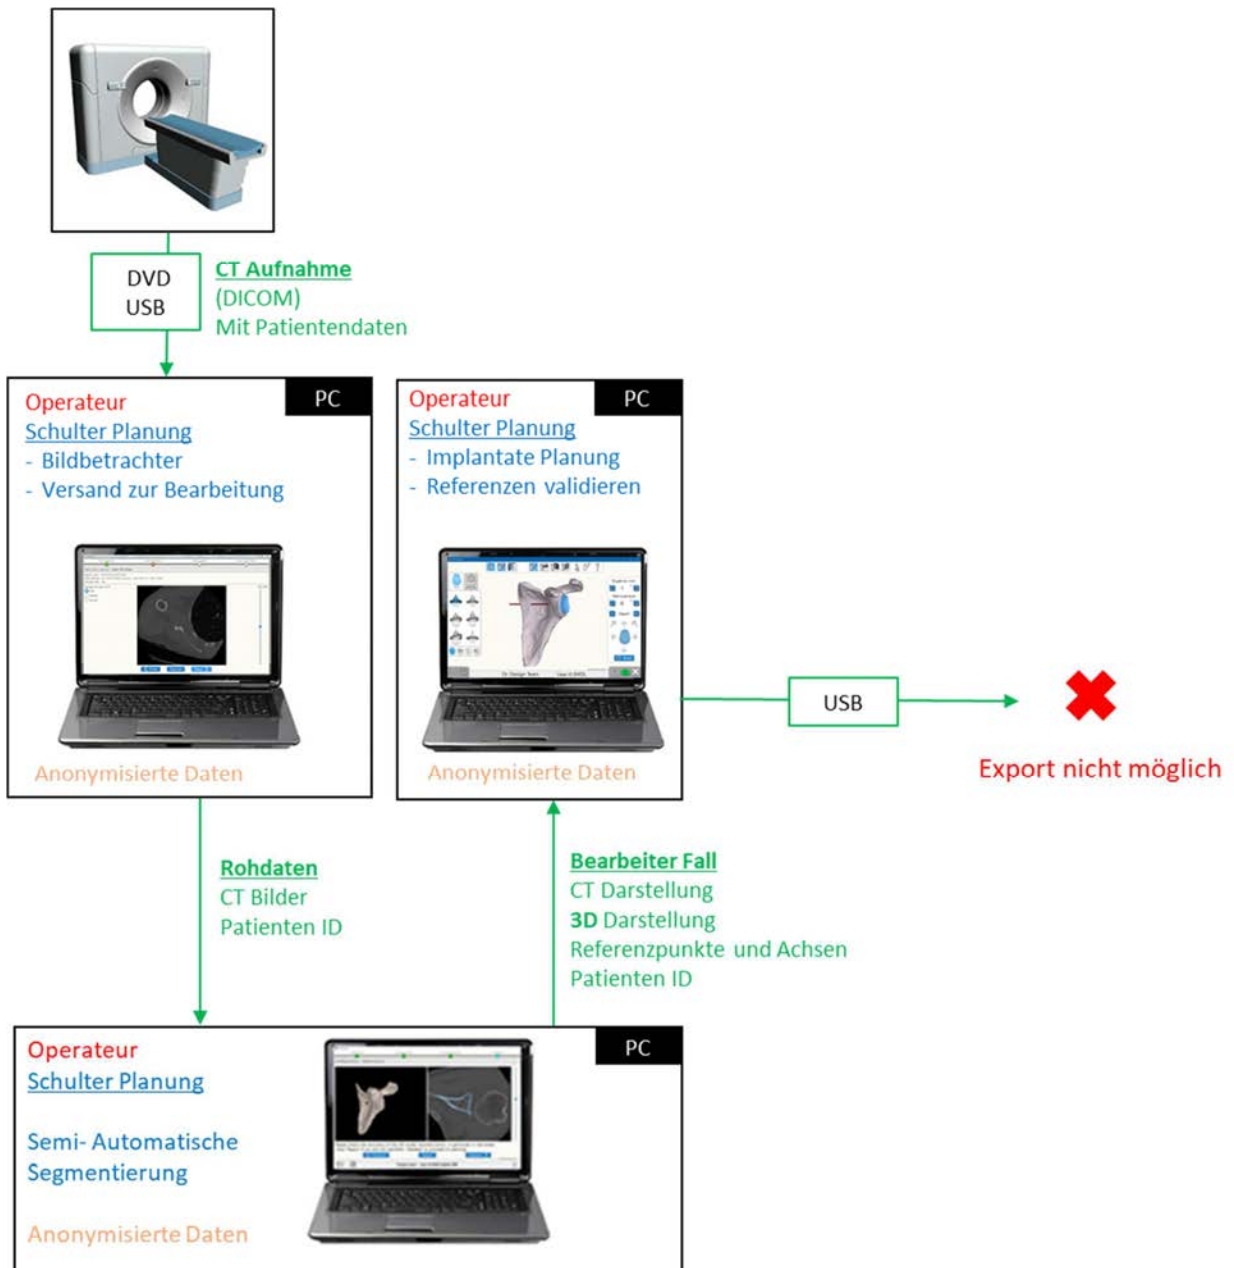 DVD
USB
CT Aufnahme
(DICOM)
Mit Patientendaten
PC
Operateur
Schulter Planung
- Bildbetrachter
- Versand zur Bearbeitung
Anonymisierte Daten
PC
Operateur
Schulter Planung
- Implantate Planung
- Referenzen validieren
Anonymisierte Daten
USB
Export nicht möglich
Rohdaten
CT Bilder
Patienten ID
Bearbeiter Fall
CT Darstellung
3D Darstellung
Referenzpunkte und Achsen
Patienten ID
PC
Operateur
Schulter Planung
Semi- Automatische
Segmentierung
Anonymisierte Daten